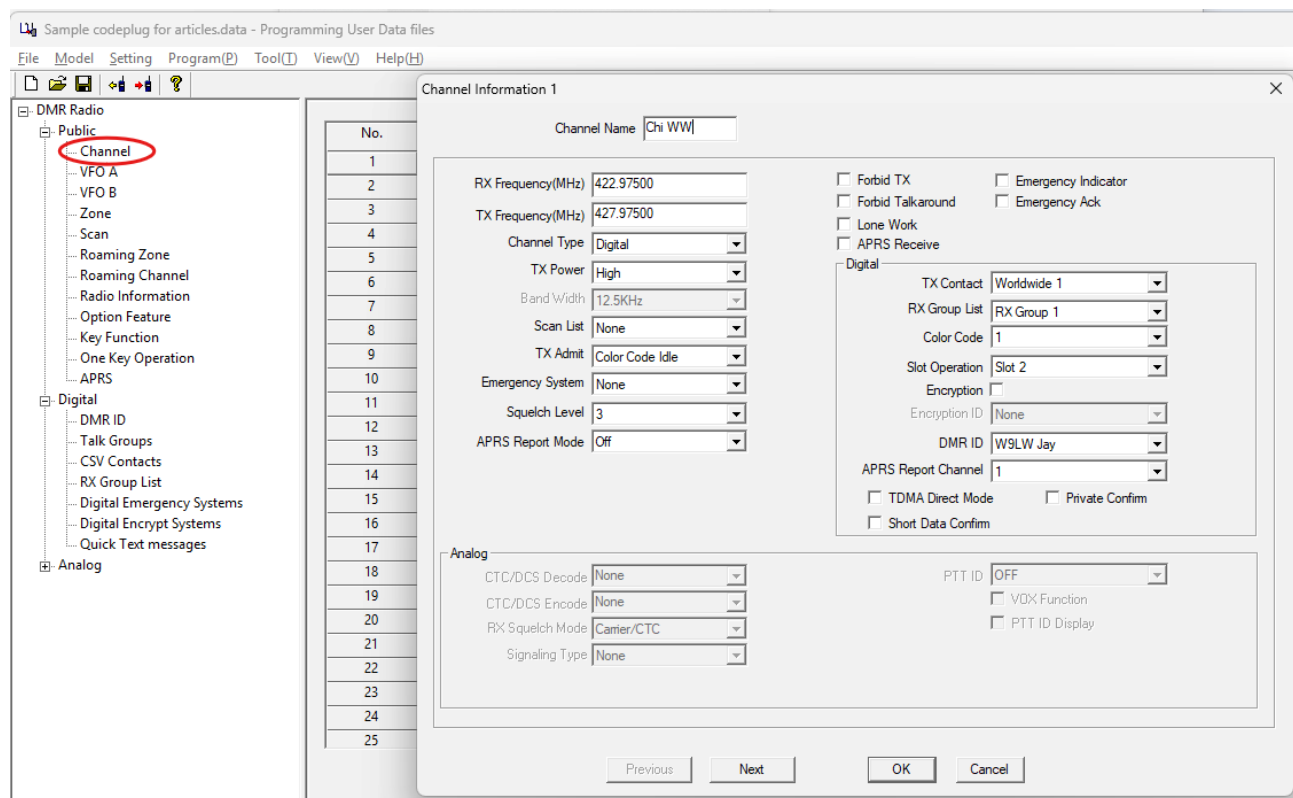 Sample codeplug for articles.data - Programming User Data files
File Model Setting Program(P) Tool(T) View(V) Help(H)
DMR Radio
Public
Channel
VFO A
VFO B
Zone
Scan
Roaming Zone
Roaming Channel
Radio Information
Option Feature
Key Function
One Key Operation
APRS
Digital
DMR ID
Talk Groups
CSV Contacts
RX Group List
Digital Emergency Systems
Digital Encrypt Systems
Quick Text messages
Analog
No.
1
2
3
4
5
6
7
8
9
10
11
12
13
14
15
16
17
18
19
20
21
22
23
24
25
Channel Information 1
Channel Name Chi WW
RX Frequency(MHz) 422.97500
TX Frequency(MHz) 427.97500
Channel Type Digital
TX Power High
Band Width 12.5KHz
Scan List None
TX Admit Color Code Idle
Emergency System None
Squelch Level 3
APRS Report Mode Off
Forbid TX Emergency Indicator
Forbid Talkaround Emergency Ack
Lone Work
APRS Receive
Digital
TX Contact Worldwide 1
RX Group List RX Group 1
Color Code 1
Slot Operation Slot 2
Encryption
Encryption ID None
DMR ID W9LW Jay
APRS Report Channel 1
TDMA Direct Mode Private Confirm
Short Data Confirm
Analog
CTC/DCS Decode None
CTC/DCS Encode None
RX Squelch Mode Carrier/CTC
Signaling Type None
PTT ID OFF
VOX Function
PTT ID Display
Previous Next OK Cancel